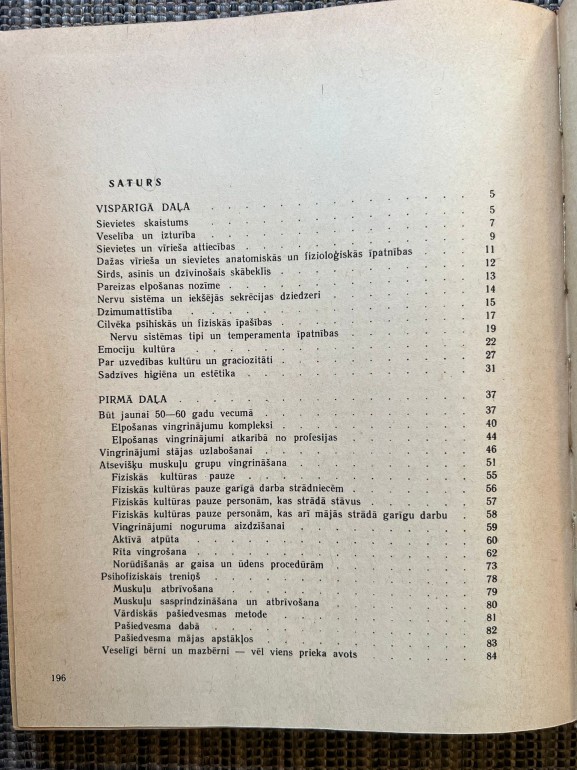 SATURS
VISPĀRĪGĀ DAĻA . . . . . 5
Sievietes skaistums . . . . . 5
Veselība un izturība . . . . . 7
Sievietes un vīrieša attiecības . . . . . 9
Dažas vīrieša un sievietes anatomiskās un fizioloģiskās īpatnības 11
Sirds, asinis un dzīvinošais skābeklis . . . . . 12
Pareizas elpošanas nozīme . . . . . 13
Nervu sistēma un iekšējās sekrēcijas dziedzeri . . . . . 14
Dzimumattīstība . . . . . 15
Cilvēka psihiskās un fiziskās īpašības . . . . . 17
Nervu sistēmas tipi un temperamenta īpatnības . . . . . 19
Emociju kultūra . . . . . 22
Par uzvedības kultūru un graciozitāti . . . . . 27
Sadzīves higiēna un estētika . . . . . 31
PIRMĀ DAĻA . . . . . 37
Būt jaunai 50—60 gadu vecumā . . . . . 37
Elpošanas vingrinājumu kompleksi . . . . . 40
Elpošanas vingrinājumi atkarībā no profesijas . . . . . 44
Vingrinājumi stājas uzlabošanai . . . . . 46
Atsevišķu muskuļu grupu vingrināšana . . . . . 51
Fiziskās kultūras pauze . . . . . 55
Fiziskās kultūras pauze garīgā darba strādniecēm . . . . . 56
Fiziskās kultūras pauze personām, kas strādā stāvus . . . . . 57
Fiziskās kultūras pauze personām, kas arī mājās strādā garīgu darbu . 58
Vingrinājumi noguruma aizdzīšanai . . . . . 59
Aktīvā atpūta . . . . . 60
Rīta vingrošana . . . . . 62
Norūdīšanās ar gaisa un ūdens procedūrām . . . . . 73
Psihofiziskais treniņš . . . . . 78
Muskuļu atbrīvošana . . . . . 79
Muskuļu sasprindzināšana un atbrīvošana . . . . . 80
Vārdiskās pašiedvesmas metode . . . . . 81
Pašiedvesma dabā . . . . . 82
Pašiedvesma mājas apstākļos . . . . . 83
Veselīgi bērni un mazbērni — vēl viens prieka avots . . . . . 84
196